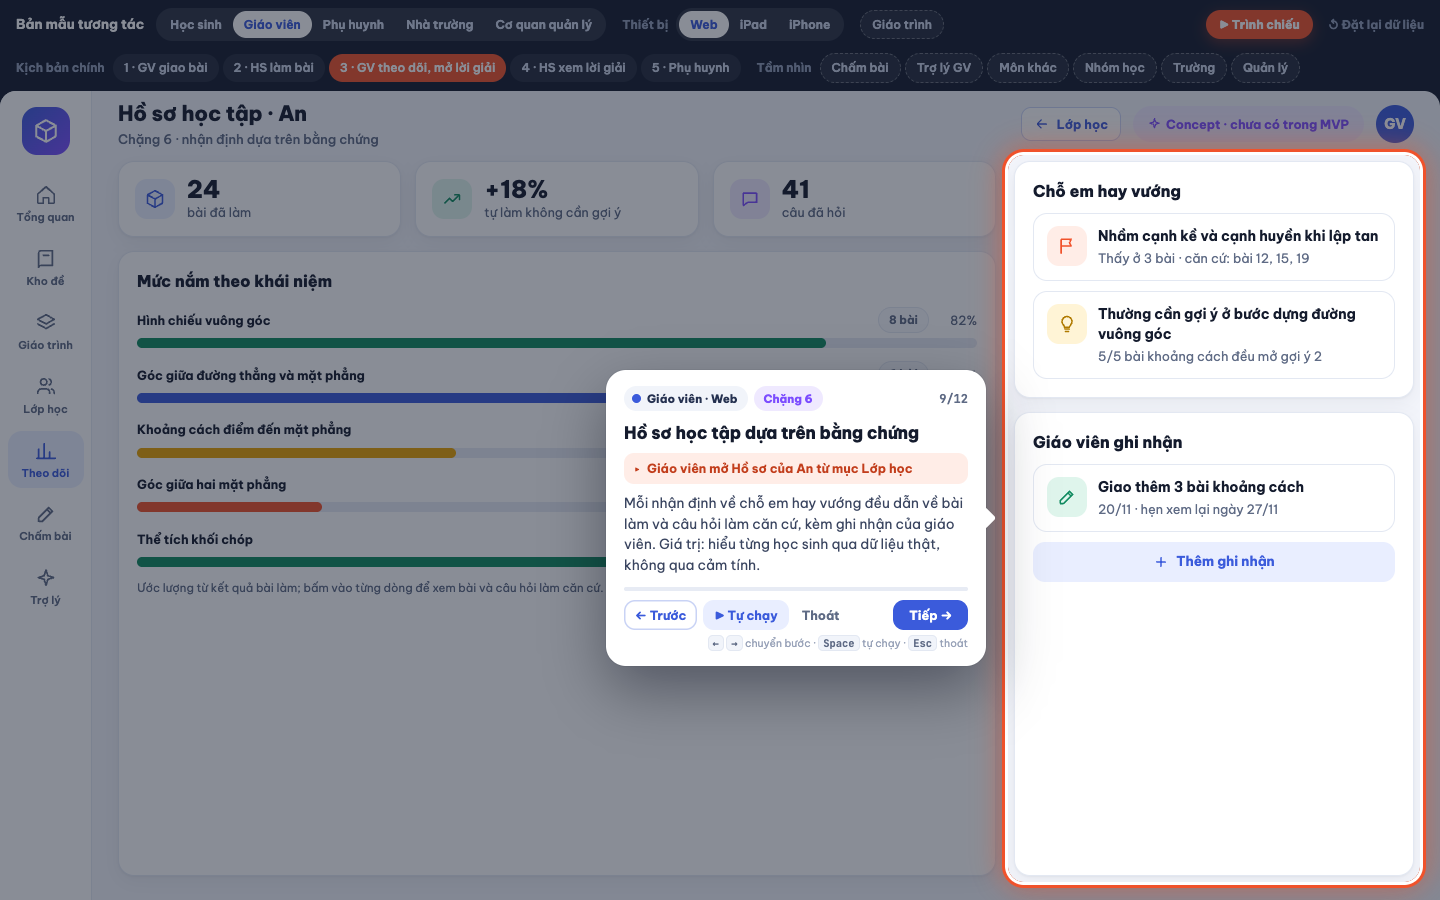 Bản mẫu tương tác
Học sinh
Giáo viên
Phụ huynh
Nhà trường
Cơ quan quản lý
Thiết bị
Web
iPad
iPhone
Giáo trình
Trình chiếu
Đặt lại dữ liệu
Kịch bản chính
1 · GV giao bài
2 · HS làm bài
3 · GV theo dõi, mở lời giải
4 · HS xem lời giải
5 · Phụ huynh
Tầm nhìn
Chấm bài
Trợ lý GV
Môn khác
Nhóm học
Trường
Quản lý
Tổng quan
Kho đề
Giáo trình
Lớp học
Theo dõi
Chấm bài
Trợ lý
Hồ sơ học tập · An
Chặng 6 · nhận định dựa trên bằng chứng
← Lớp học
Concept · chưa có trong MVP
GV
24
bài đã làm
+18%
tự làm không cần gợi ý
41
câu đã hỏi
Mức nắm theo khái niệm
Hình chiếu vuông góc
8 bài
82%
Góc giữa đường thẳng và mặt phẳng
Khoảng cách điểm đến mặt phẳng
Góc giữa hai mặt phẳng
Thể tích khối chóp
Ước lượng từ kết quả bài làm; bấm vào từng dòng để xem bài và câu hỏi làm căn cứ.
Giáo viên · Web
Chặng 6
9/12
Hồ sơ học tập dựa trên bằng chứng
Giáo viên mở Hồ sơ của An từ mục Lớp học
Mỗi nhận định về chỗ em hay vướng đều dẫn về bài
làm và câu hỏi làm căn cứ, kèm ghi nhận của giáo
viên. Giá trị: hiểu từng học sinh qua dữ liệu thật,
không qua cảm tính.
← Trước
Tự chạy
Thoát
Tiếp →
← → chuyển bước · Space tự chạy · Esc thoát
Chỗ em hay vướng
Nhầm cạnh kề và cạnh huyền khi lập tan
Thấy ở 3 bài · căn cứ: bài 12, 15, 19
Thường cần gợi ý ở bước dựng đường
vuông góc
5/5 bài khoảng cách đều mở gợi ý 2
Giáo viên ghi nhận
Giao thêm 3 bài khoảng cách
20/11 · hẹn xem lại ngày 27/11
+ Thêm ghi nhận